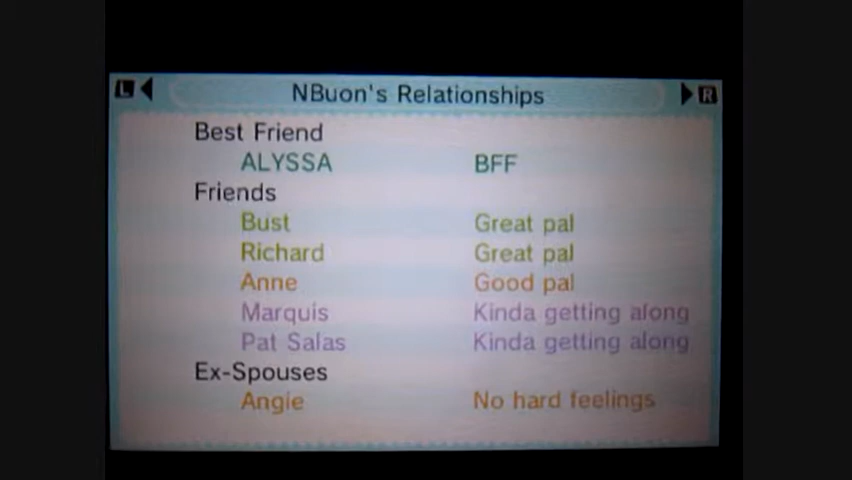 L NBuon's Relationships R
Best Friend
ALYSSA BFF
Friends
Bust Great pal
Richard Great pal
Anne Good pal
Marquis Kinda getting along
Pat Salas Kinda getting along
Ex-Spouses
Angie No hard feelings